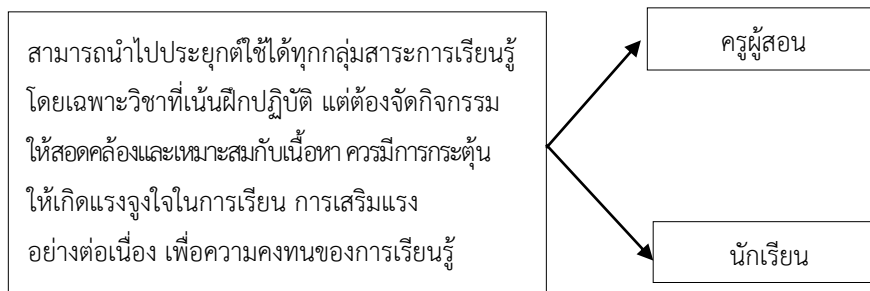 สามารถนำไปประยุกต์ใช้ได้ทุกกลุ่มสาระการเรียนรู้
โดยเฉพาะวิชาที่เน้นฝึกปฏิบัติ แต่ต้องจัดกิจกรรม
ให้สอดคล้องและเหมาะสมกับเนื้อหา ควรมีการกระตุ้น
ให้เกิดแรงจูงใจในการเรียน การเสริมแรง
อย่างต่อเนื่อง เพื่อความคงทนของการเรียนรู้
ครูผู้สอน
นักเรียน